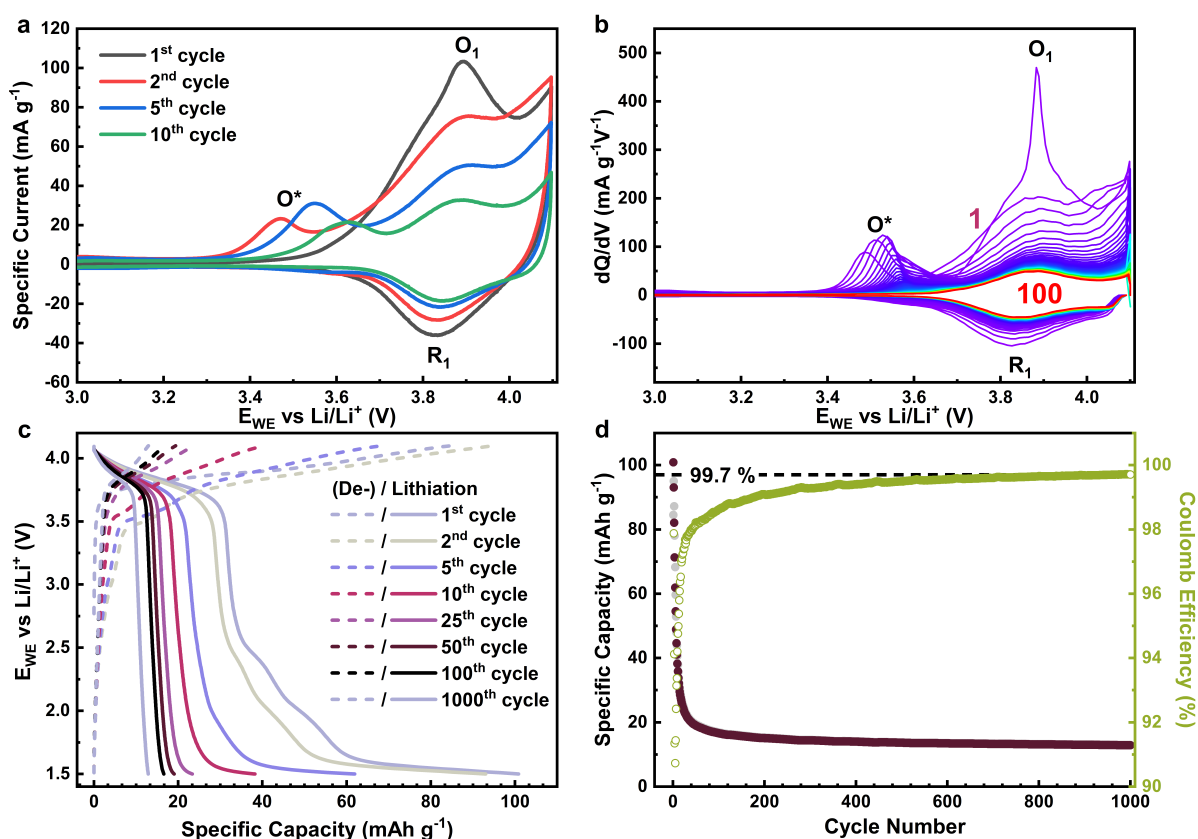 a
120
100
80
60
40
20
0
-20
-40
-60
Specific Current (mA g⁻¹)
1ˢᵗ cycle
2ⁿᵈ cycle
5ᵗʰ cycle
10ᵗʰ cycle
O₁
O*
R₁
3.0 3.2 3.4 3.6 3.8 4.0
E_WE vs Li/Li⁺ (V)
b
500
400
300
200
100
0
-100
dQ/dV (mA g⁻¹V⁻¹)
O₁
1
O*
100
R₁
3.0 3.2 3.4 3.6 3.8 4.0
E_WE vs Li/Li⁺ (V)
c
4.0
3.5
3.0
2.5
2.0
1.5
E_WE vs Li/Li⁺ (V)
(De-) / Lithiation
/ 1ˢᵗ cycle
/ 2ⁿᵈ cycle
/ 5ᵗʰ cycle
/ 10ᵗʰ cycle
/ 25ᵗʰ cycle
/ 50ᵗʰ cycle
/ 100ᵗʰ cycle
/ 1000ᵗʰ cycle
0 20 40 60 80 100
Specific Capacity (mAh g⁻¹)
d
100
80
60
40
20
0
Specific Capacity (mAh g⁻¹)
99.7 %
100
98
96
94
92
90
Coulomb Efficiency (%)
0 200 400 600 800 1000
Cycle Number